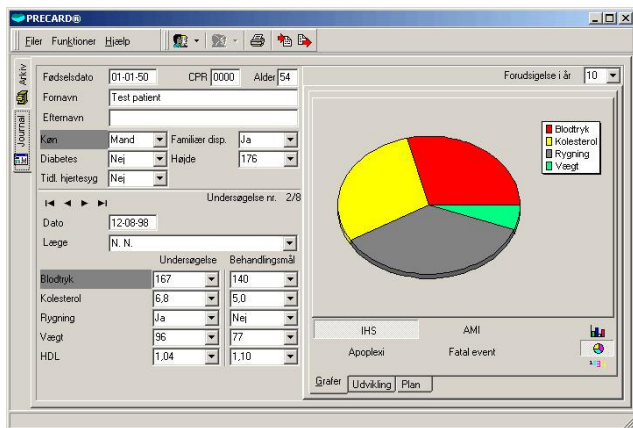 PRECARD®
Filer Funktioner Hjælp
Arkiv
Journal
Fødselsdato 01-01-50 CPR 0000 Alder 54
Fornavn Test patient
Efternavn
Køn Mand Familiær disp. Ja
Diabetes Nej Højde 176
Tidl. hjertesyg Nej
Undersøgelse nr. 2/8
Dato 12-08-98
Læge N. N.
Undersøgelse Behandlingsmål
Blodtryk 167 140
Kolesterol 6,8 5,0
Rygning Ja Nej
Vægt 96 77
HDL 1,04 1,10
Forudsigelse i år 10
Blodtryk
Kolesterol
Rygning
Vægt
IHS AMI
Apoplexi Fatal event
Grafer Udvikling Plan